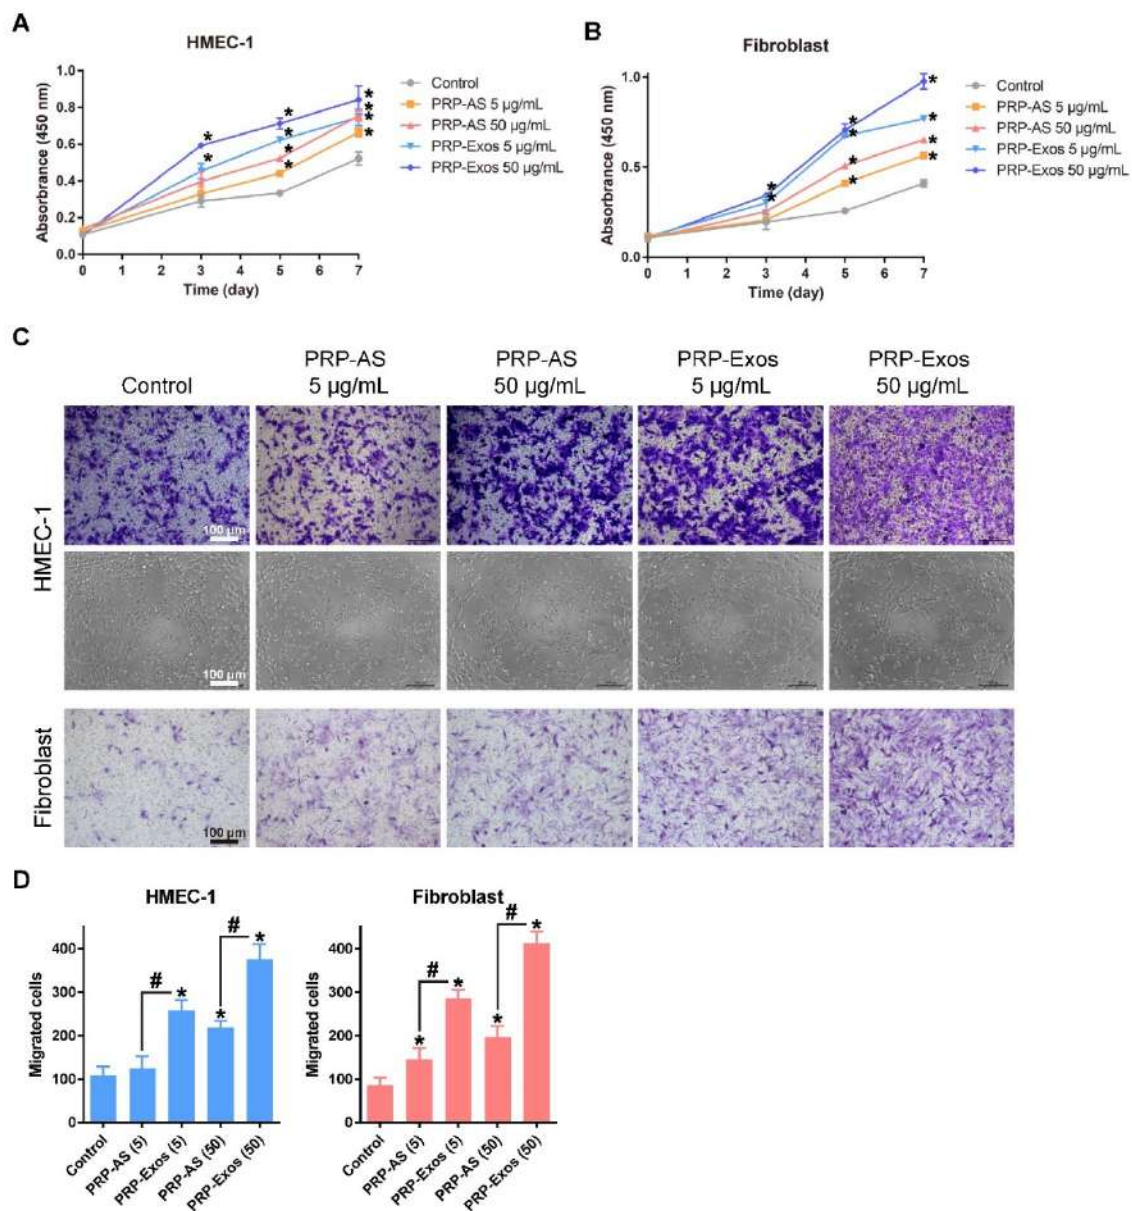 A
HMEC-1
Absorbrance (450 nm)
1.0
0.8
0.6
0.4
0.2
0.0
0 1 2 3 4 5 6 7
Time (day)
* * * * * * * * *
Control
PRP-AS 5 µg/mL
PRP-AS 50 µg/mL
PRP-Exos 5 µg/mL
PRP-Exos 50 µg/mL
B
Fibroblast
Absorbrance (450 nm)
1.0
0.5
0.0
0 1 2 3 4 5 6 7
Time (day)
* * * * * * * * * *
Control
PRP-AS 5 µg/mL
PRP-AS 50 µg/mL
PRP-Exos 5 µg/mL
PRP-Exos 50 µg/mL
C
Control
PRP-AS
5 µg/mL
PRP-AS
50 µg/mL
PRP-Exos
5 µg/mL
PRP-Exos
50 µg/mL
HMEC-1
100 µm
100 µm
Fibroblast
100 µm
D
HMEC-1
Migrated cells
400
300
200
100
0
# * * # *
Control
PRP-AS (5)
PRP-Exos (5)
PRP-AS (50)
PRP-Exos (50)
Fibroblast
Migrated cells
400
300
200
100
0
* # * * # *
Control
PRP-AS (5)
PRP-Exos (5)
PRP-AS (50)
PRP-Exos (50)